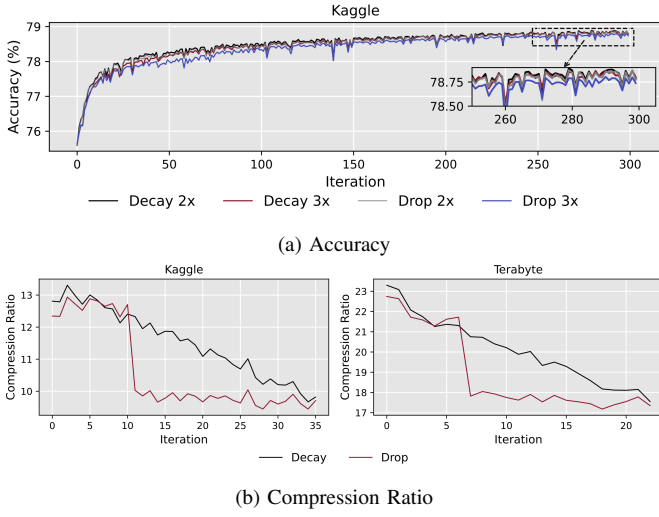 Kaggle
Accuracy (%)
79
78
77
76
78.75
78.50
260 280 300
0 50 100 150 200 250 300
Iteration
Decay 2x Decay 3x Drop 2x Drop 3x
(a) Accuracy
Kaggle Terabyte
Compression Ratio
13
12
11
10
0 5 10 15 20 25 30 35
Iteration
Compression Ratio
23
22
21
20
19
18
17
0 5 10 15 20
Iteration
Decay Drop
(b) Compression Ratio